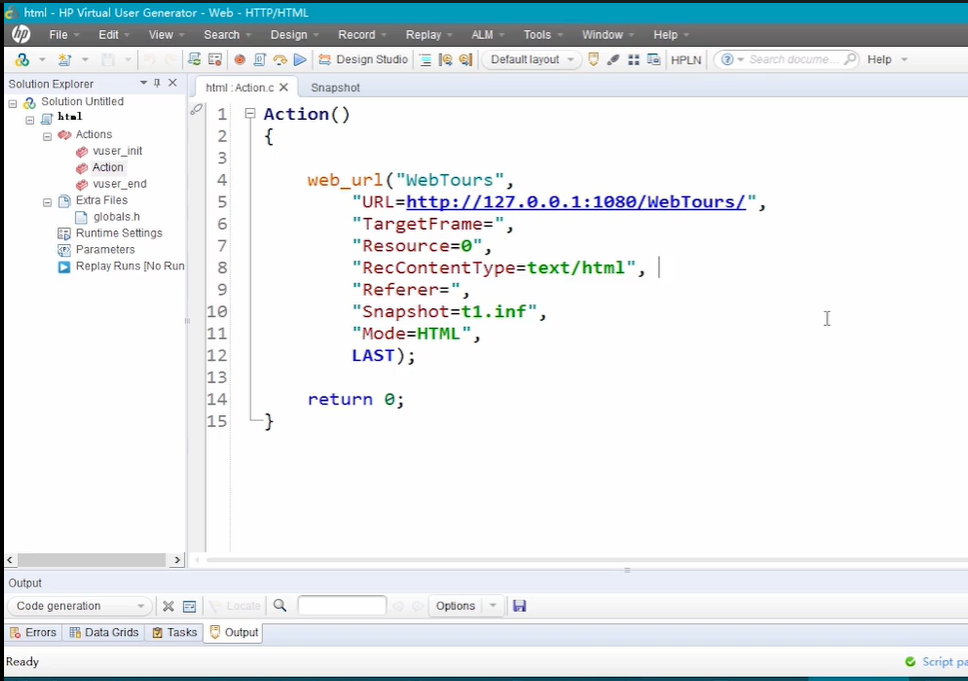 html - HP Virtual User Generator - Web - HTTP/HTML
hp File Edit View Search Design Record Replay ALM Tools Window Help
Design Studio Default layout HPLN Search docume... Help
Solution Explorer
html : Action.c Snapshot
Solution Untitled
html
Actions
vuser_init
Action
vuser_end
Extra Files
globals.h
Runtime Settings
Parameters
Replay Runs [No Run
1 Action()
2 {
3
4 web_url("WebTours",
5 "URL=http://127.0.0.1:1080/WebTours/",
6 "TargetFrame=",
7 "Resource=0",
8 "RecContentType=text/html",
9 "Referer=",
10 "Snapshot=t1.inf",
11 "Mode=HTML",
12 LAST);
13
14 return 0;
15 }
Output
Code generation Locate Options
Errors Data Grids Tasks Output
Ready Script pa